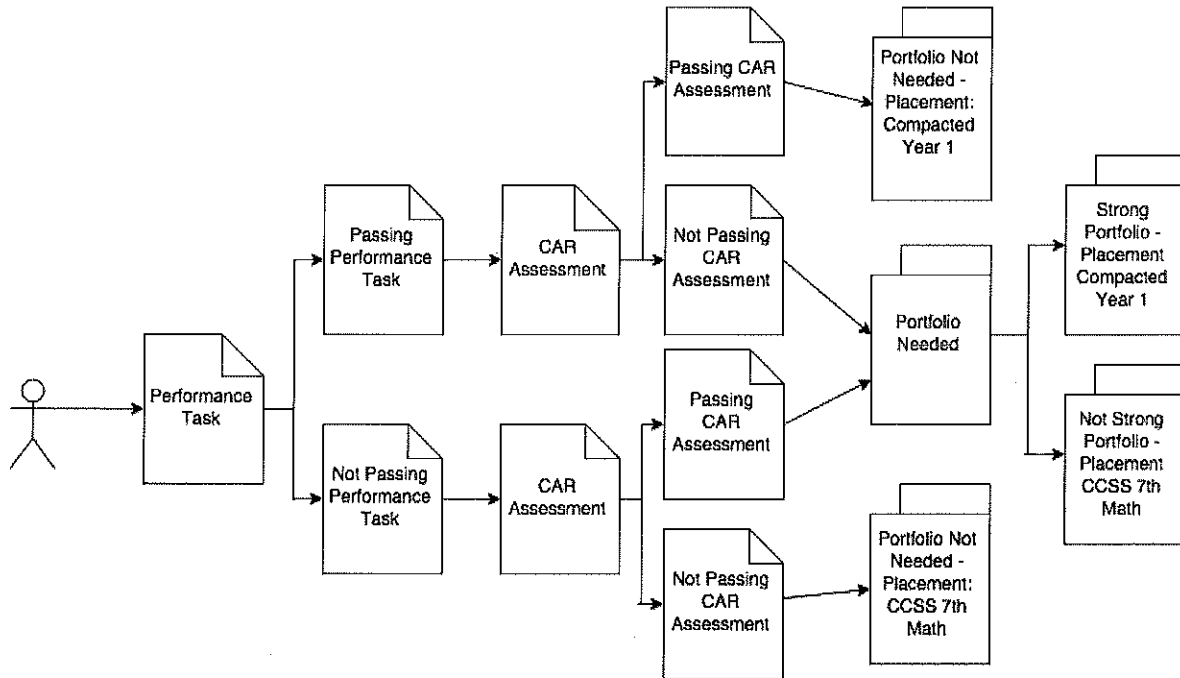 Passing CAR
Assessment
Portfolio Not
Needed -
Placement:
Compacted
Year 1
Passing
Performance
Task
CAR
Assessment
Not Passing
CAR
Assessment
Strong
Portfolio -
Placement
Compacted
Year 1
Portfolio
Needed
Performance
Task
Passing
CAR
Assessment
Not Strong
Portfolio -
Placement
CCSS 7th
Math
Not Passing
Performance
Task
CAR
Assessment
Not Passing
CAR
Assessment
Portfolio Not
Needed -
Placement:
CCSS 7th
Math